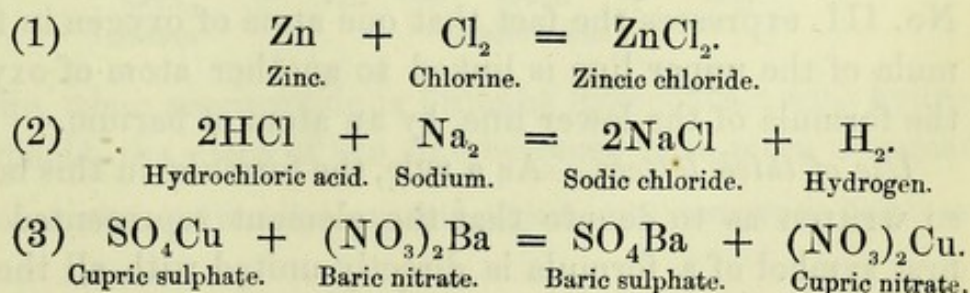 (1) Zn + Cl₂ = ZnCl₂.
Zinc. Chlorine. Zincic chloride.
(2) 2HCl + Na₂ = 2NaCl + H₂.
Hydrochloric acid. Sodium. Sodic chloride. Hydrogen.
(3) SO₄Cu + (NO₃)₂Ba = SO₄Ba + (NO₃)₂Cu.
Cupric sulphate. Baric nitrate. Baric sulphate. Cupric nitrate.